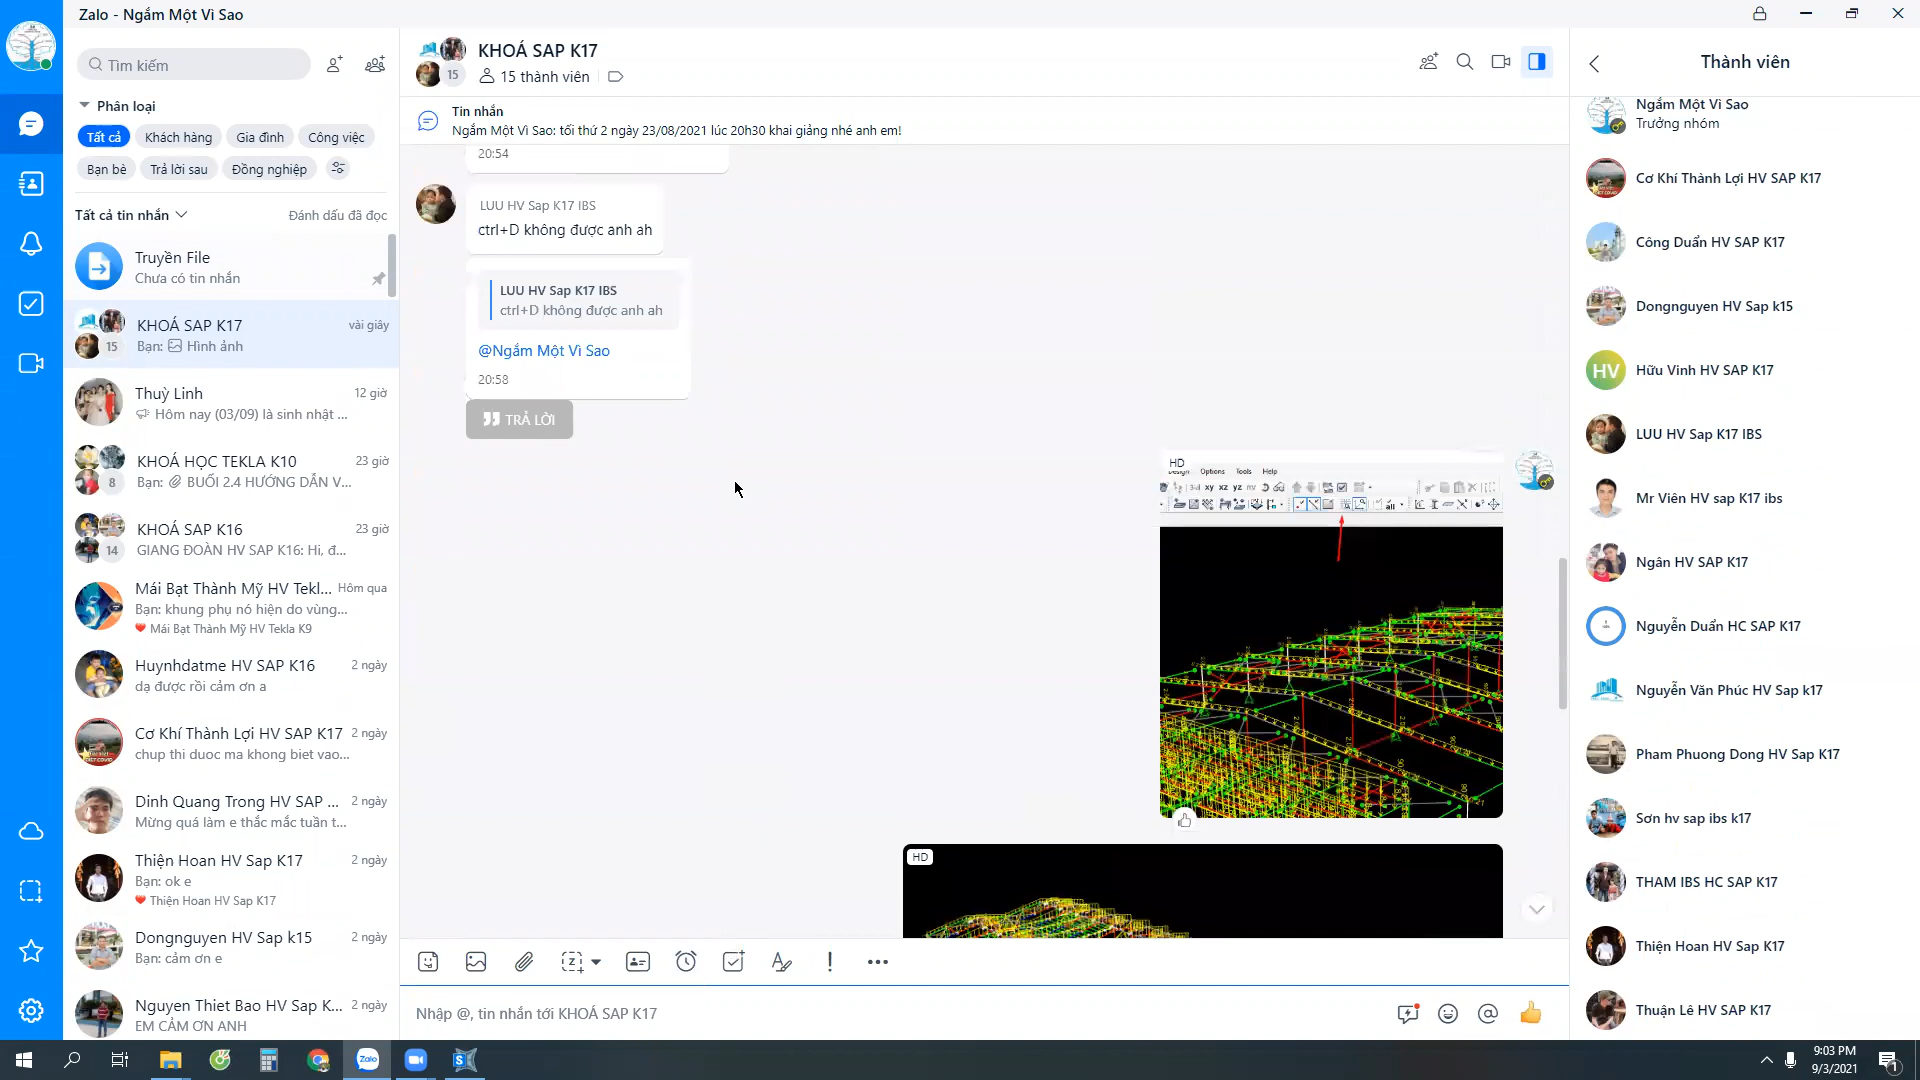 Zalo - Ngắm Một Vì Sao
Tìm kiếm
Phân loại
Tất cả
Khách hàng
Gia đình
Công việc
Bạn bè
Trả lời sau
Đồng nghiệp
Tất cả tin nhắn
Đánh dấu đã đọc
Truyền File
Chưa có tin nhắn
KHOÁ SAP K17
vài giây
15
Bạn: Hình ảnh
Thuỳ Linh
12 giờ
Hôm nay (03/09) là sinh nhật ...
KHOÁ HỌC TEKLA K10
23 giờ
8
Bạn: BUỔI 2.4 HƯỚNG DẪN V...
KHOÁ SAP K16
23 giờ
14
GIANG ĐOÀN HV SAP K16: Hi, đ...
Mái Bạt Thành Mỹ HV Tekl...
Hôm qua
Bạn: khung phụ nó hiện do vùng...
Mái Bạt Thành Mỹ HV Tekla K9
Huynhdatme HV SAP K16
2 ngày
dạ được rồi cảm ơn a
Cơ Khí Thành Lợi HV SAP K17
2 ngày
chup thi duoc ma khong biet vao...
Dinh Quang Trong HV SAP ...
2 ngày
Mừng quá làm e thắc mắc tuần t...
Thiện Hoan HV Sap K17
2 ngày
Bạn: ok e
Thiện Hoan HV Sap K17
Dongnguyen HV Sap k15
2 ngày
Bạn: cảm ơn e
Nguyen Thiet Bao HV Sap K...
2 ngày
EM CẢM ƠN ANH
KHOÁ SAP K17
15
15 thành viên
Tin nhắn
Ngắm Một Vì Sao: tối thứ 2 ngày 23/08/2021 lúc 20h30 khai giảng nhé anh em!
20:54
LUU HV Sap K17 IBS
ctrl+D không được anh ah
LUU HV Sap K17 IBS
ctrl+D không được anh ah
@Ngắm Một Vì Sao
20:58
TRẢ LỜI
HD
Design Options Tools Help
3-d xy xz yz nv
all
HD
Nhập @, tin nhắn tới KHOÁ SAP K17
Thành viên
Ngắm Một Vì Sao
Trưởng nhóm
Cơ Khí Thành Lợi HV SAP K17
Công Duẩn HV SAP K17
Dongnguyen HV Sap k15
HV
Hữu Vinh HV SAP K17
LUU HV Sap K17 IBS
Mr Viên HV sap K17 ibs
Ngân HV SAP K17
Nguyễn Duẩn HC SAP K17
Nguyễn Văn Phúc HV Sap k17
Pham Phuong Dong HV Sap K17
Sơn hv sap ibs k17
THAM IBS HC SAP K17
Thiện Hoan HV Sap K17
Thuận Lê HV SAP K17
Zalo
9:03 PM
9/3/2021
1